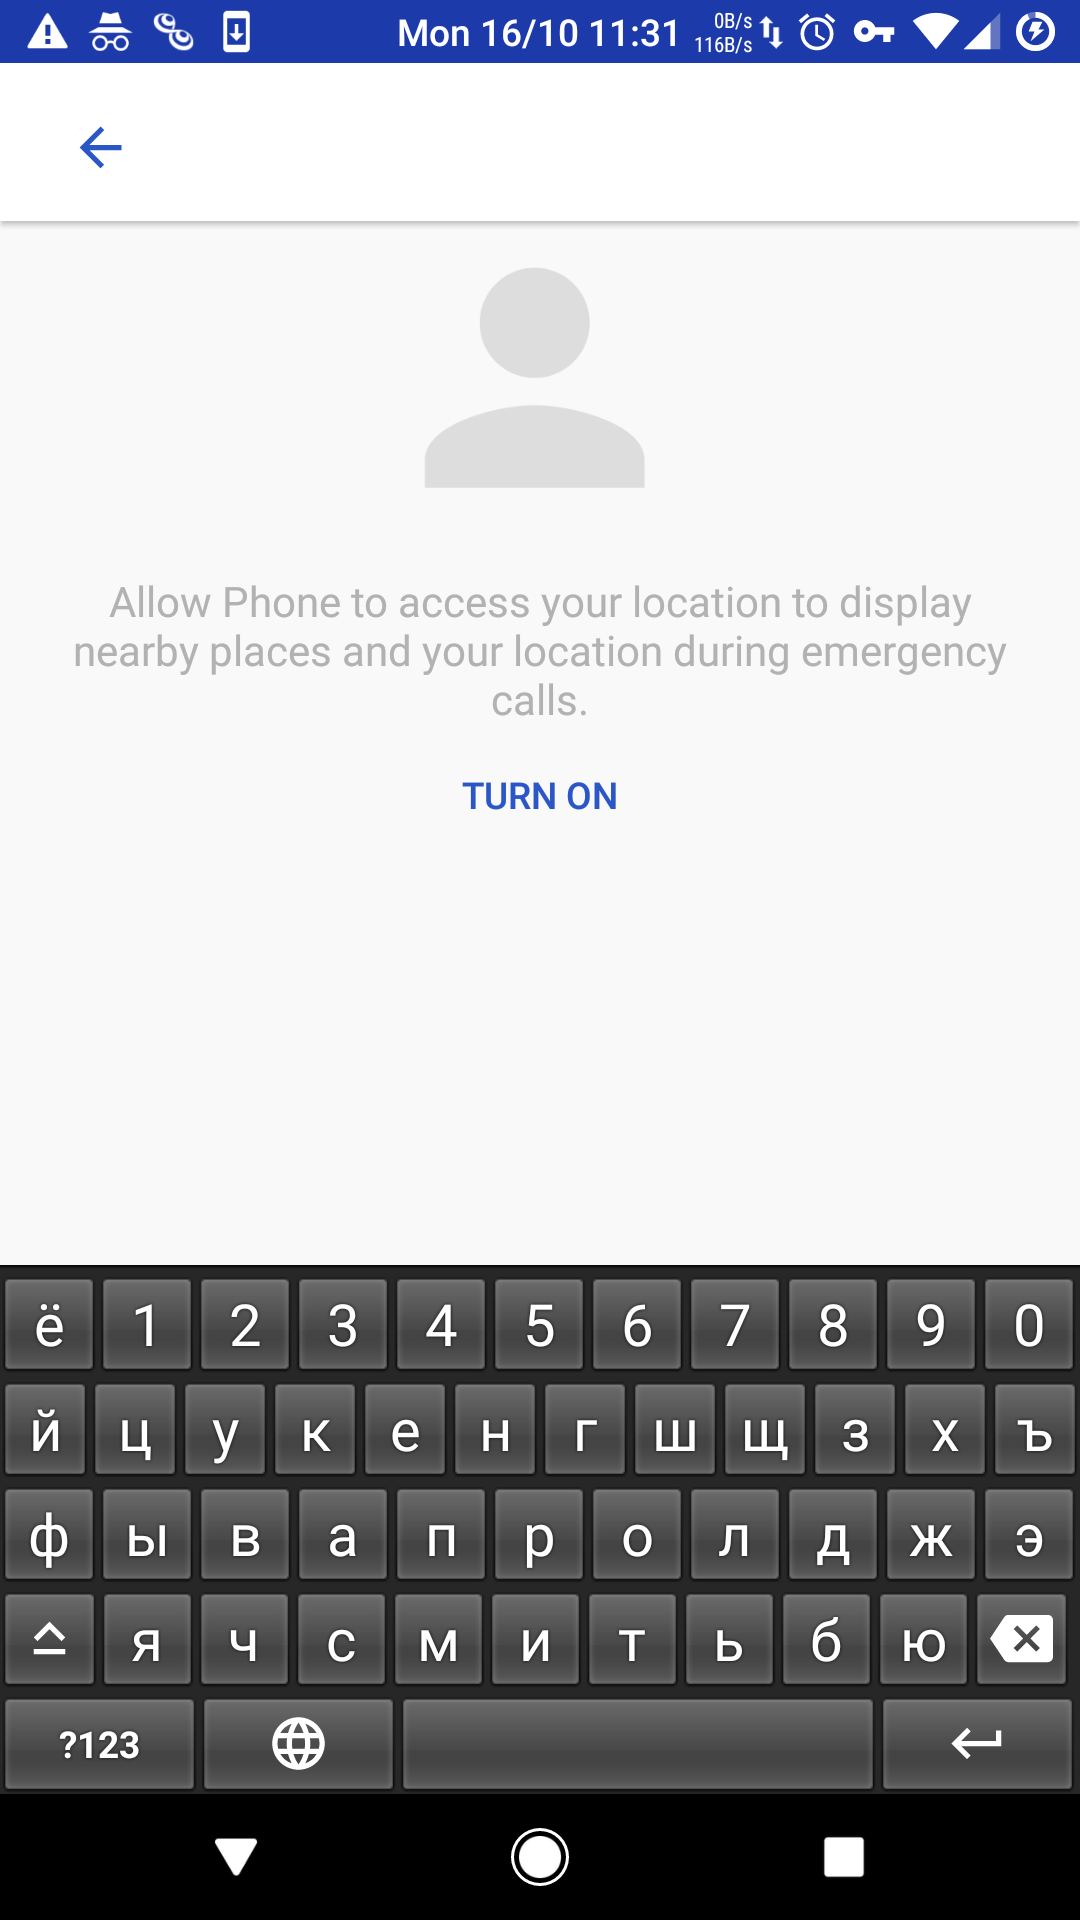 Mon 16/10 11:31 0B/s
116B/s
Allow Phone to access your location to display
nearby places and your location during emergency
calls.
TURN ON
ё 1 2 3 4 5 6 7 8 9 0
й ц у к е н г ш щ з х ъ
ф ы в а п р о л д ж э
я ч с м и т ь б ю
?123